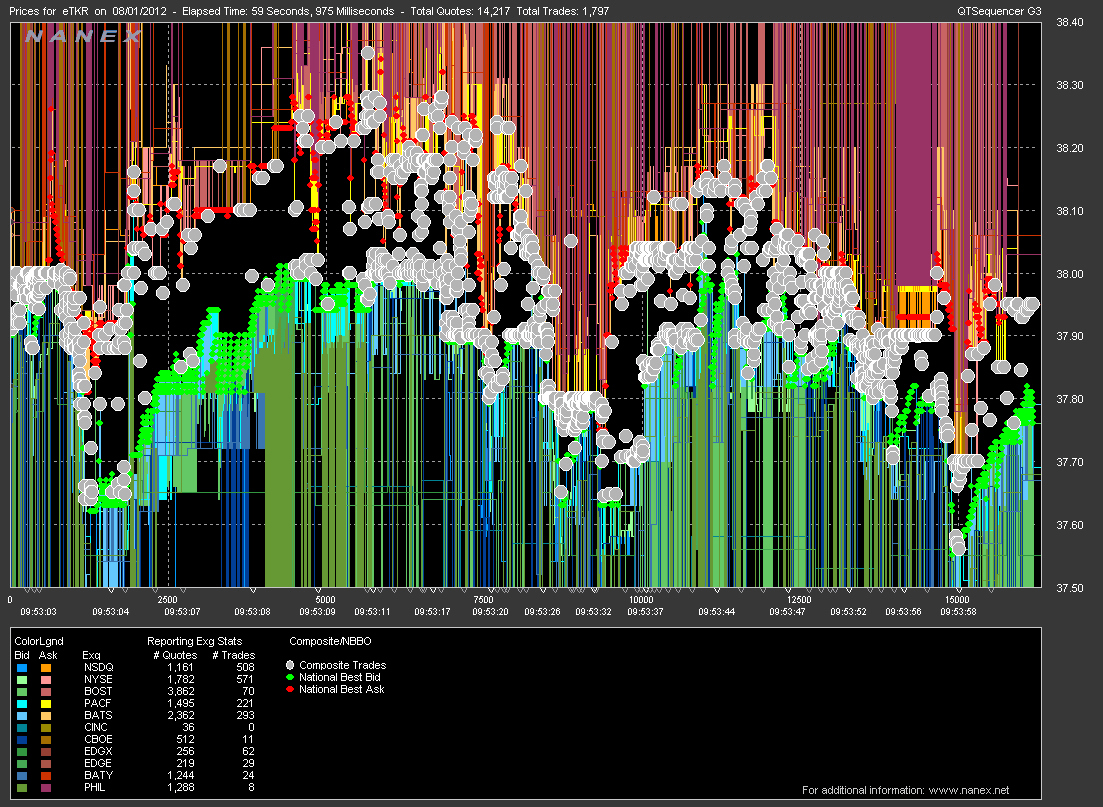 Prices for eTKR on 08/01/2012 - Elapsed Time: 59 Seconds, 975 Milliseconds - Total Quotes: 14,217 Total Trades: 1,797 QTSequencer G3
NANEX
38.40
38.30
38.20
38.10
38.00
37.90
37.80
37.70
37.60
37.50
0 2500 5000 7500 10000 12500 15000
09:53:03 09:53:04 09:53:07 09:53:08 09:53:09 09:53:11 09:53:17 09:53:20 09:53:26 09:53:32 09:53:37 09:53:44 09:53:47 09:53:52 09:53:56 09:53:58
ColorLgnd Reporting Exg Stats Composite/NBBO
Bid Ask Exq # Quotes # Trades
NSDQ 1,161 508
NYSE 1,782 571
BOST 3,862 70
PACF 1,495 221
BATS 2,362 293
CINC 36 0
CBOE 512 11
EDGX 256 62
EDGE 219 29
BATY 1,244 24
PHIL 1,288 8
Composite Trades
National Best Bid
National Best Ask
For additional information: www.nanex.net